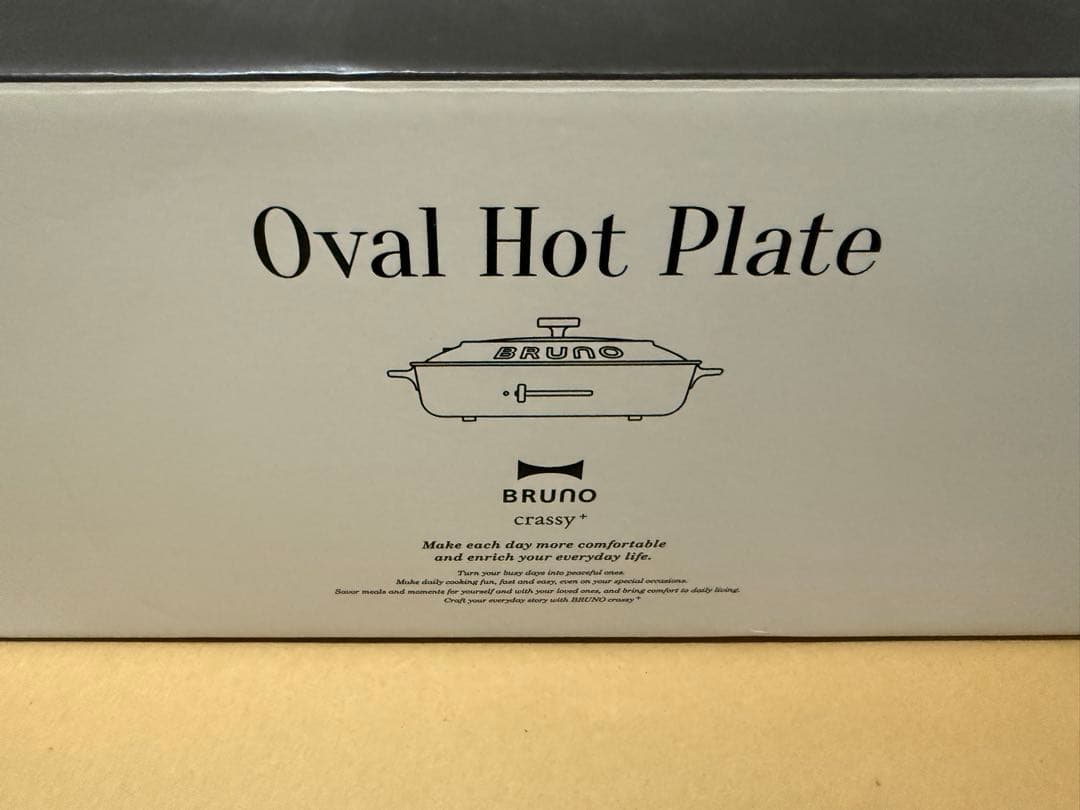 Oval Hot Plate
BRUNO
BRUNO
crassy+
Make each day more comfortable
and enrich your everyday life.
Turn your busy days into peaceful ones.
Make daily cooking fun, fast and easy, even on your special occasions.
Savor meals and moments for yourself and with your loved ones, and bring comfort to daily living.
Craft your everyday story with BRUNO crassy+